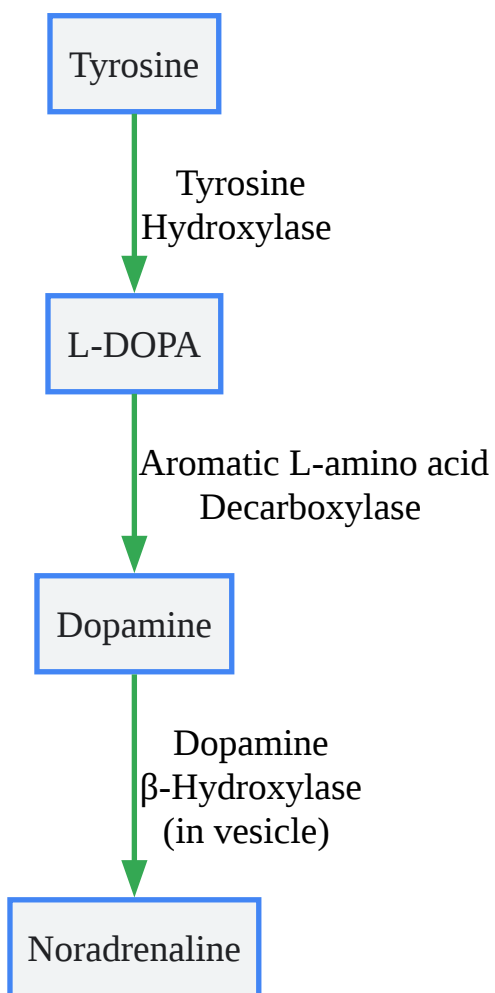 Tyrosine
Tyrosine
Hydroxylase
L-DOPA
Aromatic L-amino acid
Decarboxylase
Dopamine
Dopamine
β-Hydroxylase
(in vesicle)
Noradrenaline